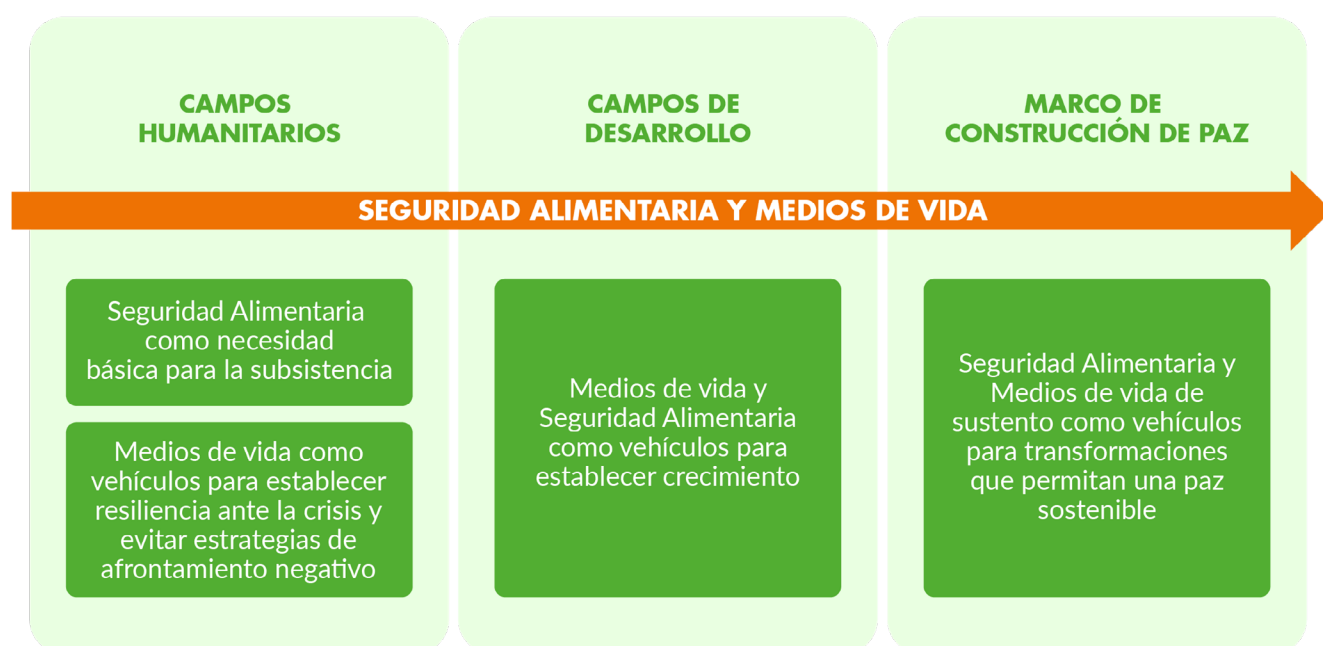 CAMPOS
HUMANITARIOS
CAMPOS DE
DESARROLLO
MARCO DE
CONSTRUCCIÓN DE PAZ
SEGURIDAD ALIMENTARIA Y MEDIOS DE VIDA
Seguridad Alimentaria
como necesidad
básica para la subsistencia
Medios de vida como
vehículos para establecer
resiliencia ante la crisis y
evitar estrategias de
afrontamiento negativo
Medios de vida y
Seguridad Alimentaria
como vehículos para
establecer crecimiento
Seguridad Alimentaria y
Medios de vida de
sustento como vehículos
para transformaciones
que permitan una paz
sostenible